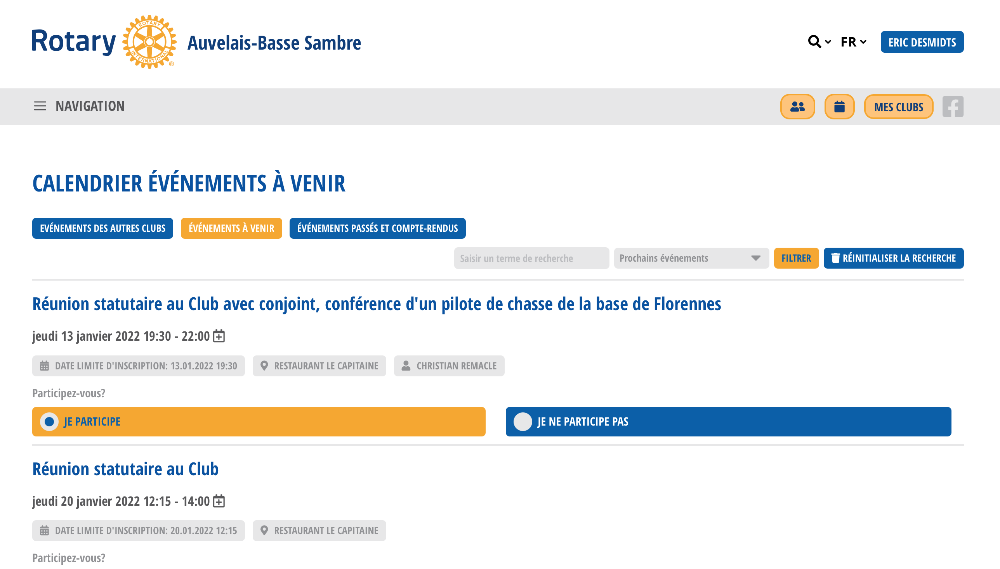 Rotary
ROTARY
INTERNATIONAL
®
Auvelais-Basse Sambre
FR
ERIC DESMIDTS
NAVIGATION
MES CLUBS
CALENDRIER ÉVÉNEMENTS À VENIR
EVÉNEMENTS DES AUTRES CLUBS
ÉVÉNEMENTS À VENIR
ÉVÉNEMENTS PASSÉS ET COMPTE-RENDUS
Saisir un terme de recherche
Prochains événements
FILTRER
RÉINITIALISER LA RECHERCHE
Réunion statutaire au Club avec conjoint, conférence d'un pilote de chasse de la base de Florennes
jeudi 13 janvier 2022 19:30 - 22:00
DATE LIMITE D'INSCRIPTION: 13.01.2022 19:30
RESTAURANT LE CAPITAINE
CHRISTIAN REMACLE
Participez-vous?
JE PARTICIPE
JE NE PARTICIPE PAS
Réunion statutaire au Club
jeudi 20 janvier 2022 12:15 - 14:00
DATE LIMITE D'INSCRIPTION: 20.01.2022 12:15
RESTAURANT LE CAPITAINE
Participez-vous?